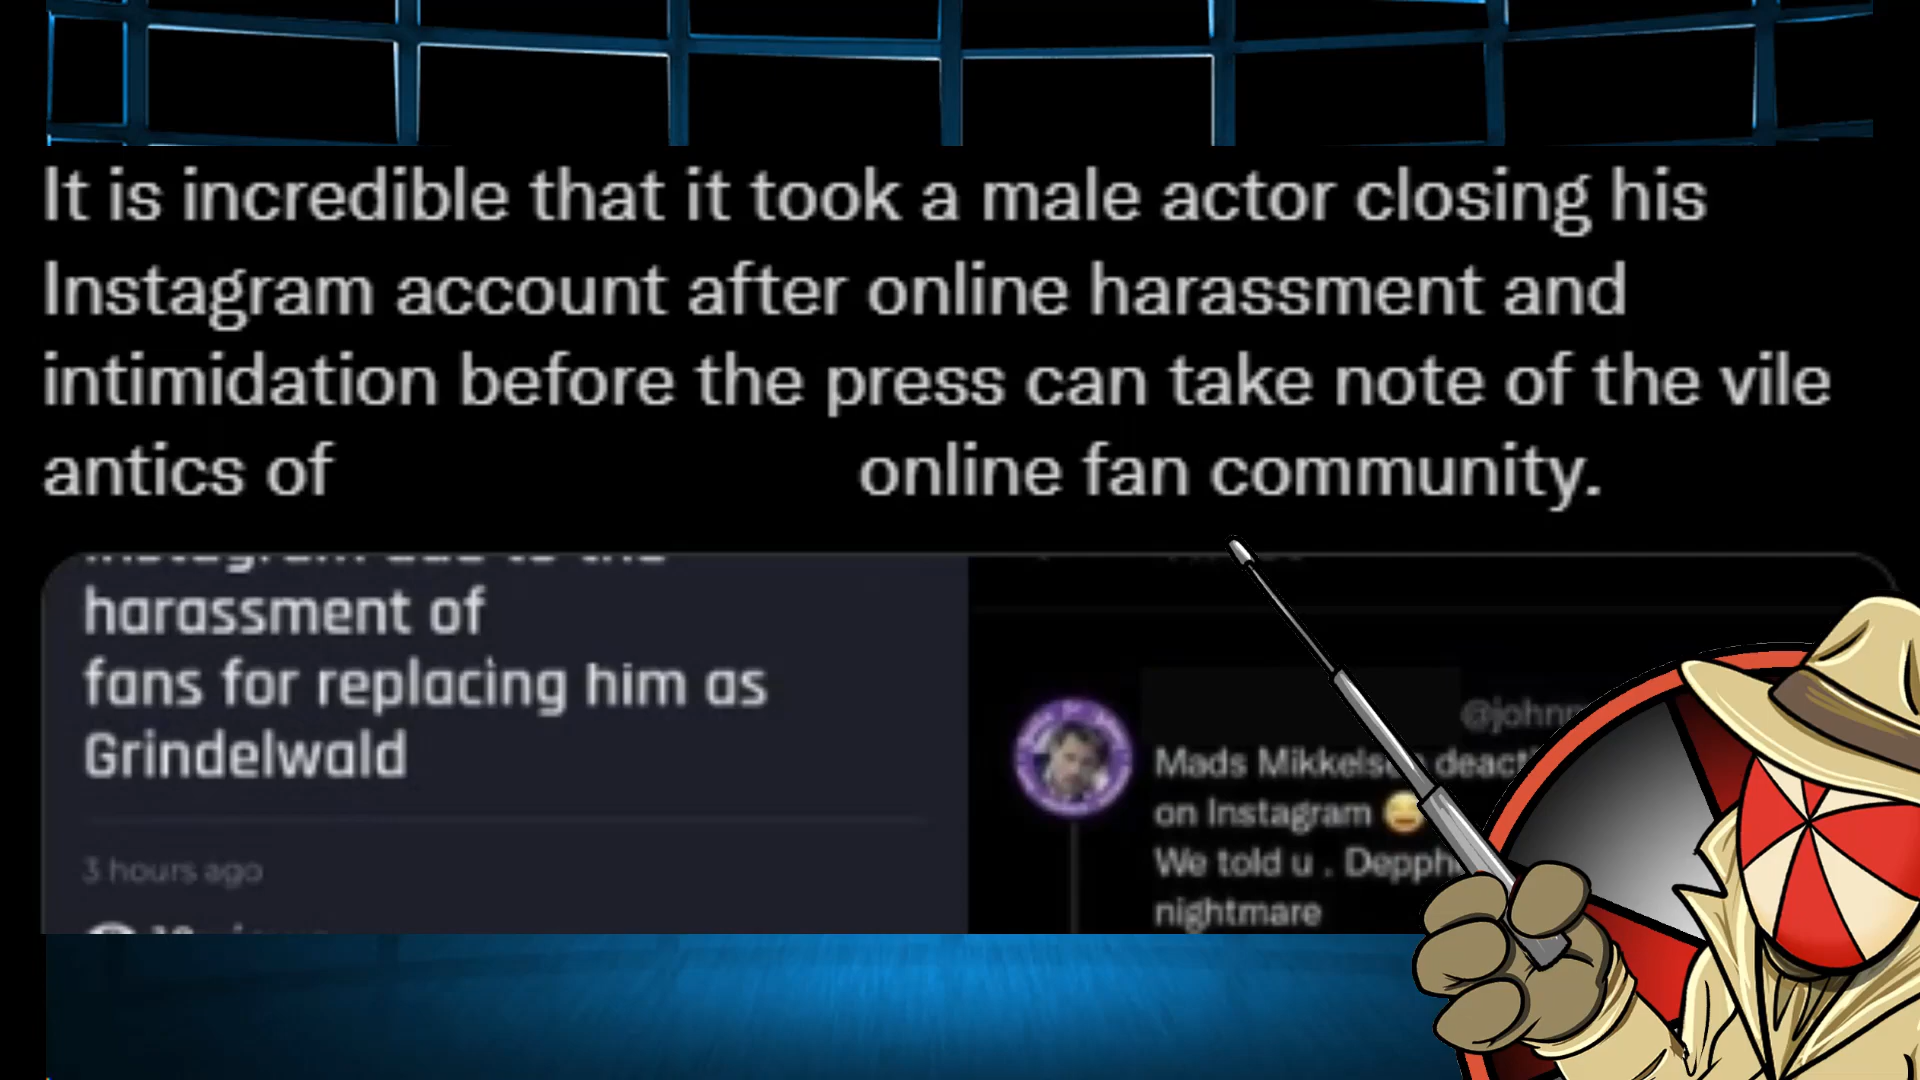 It is incredible that it took a male actor closing his
Instagram account after online harassment and
intimidation before the press can take note of the vile
antics of online fan community.
harassment of
fans for replacing him as
Grindelwald
3 hours ago
Mads Mikkelsen
on Instagram 😄
We told u .
nightmare